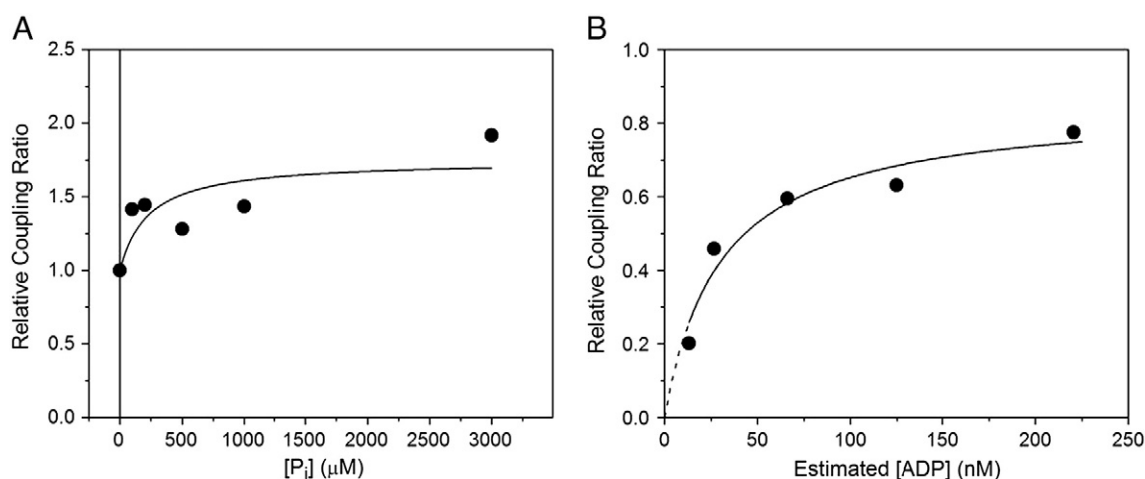 A
Relative Coupling Ratio
2.5
2.0
1.5
1.0
0.5
0.0
0 500 1000 1500 2000 2500 3000
[Pi] (μM)
B
Relative Coupling Ratio
1.0
0.8
0.6
0.4
0.2
0.0
0 50 100 150 200 250
Estimated [ADP] (nM)